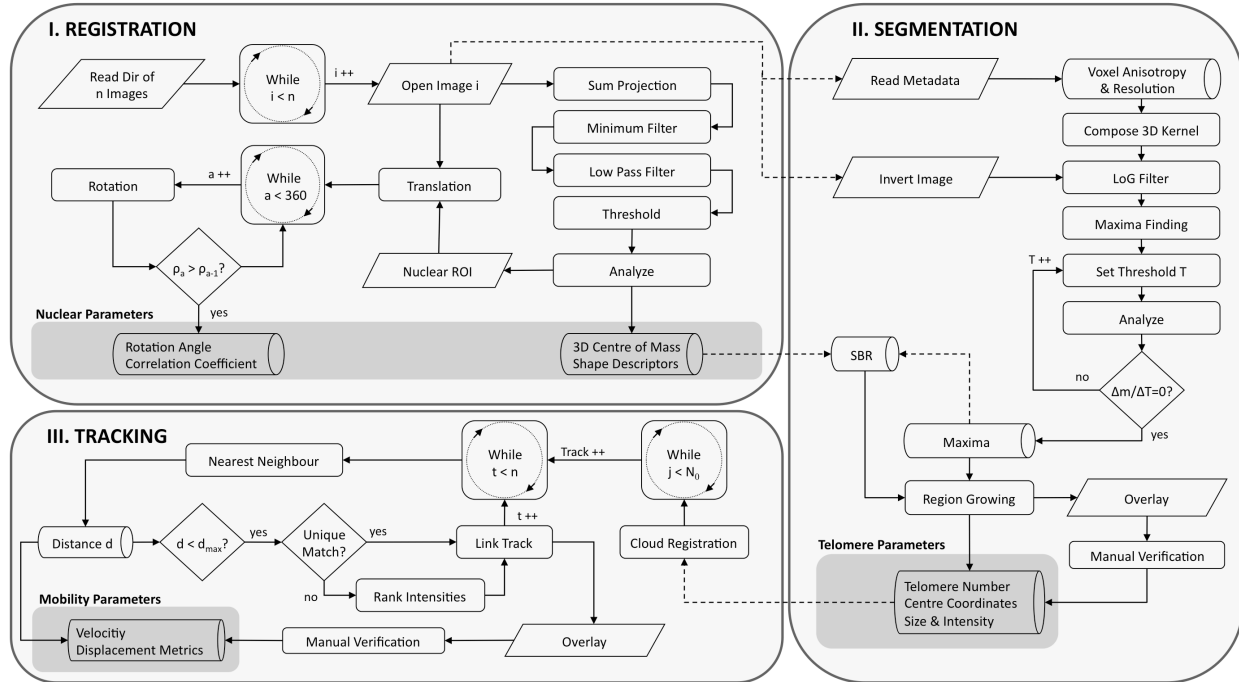 I. REGISTRATION
Read Dir of
n Images
While
i < n
i ++
Open Image i
Sum Projection
Minimum Filter
Low Pass Filter
Threshold
Analyze
Nuclear ROI
Translation
While
a < 360
a ++
Rotation
ρa > ρa-1?
yes
Nuclear Parameters
Rotation Angle
Correlation Coefficient
3D Centre of Mass
Shape Descriptors
II. SEGMENTATION
Read Metadata
Voxel Anisotropy
& Resolution
Compose 3D Kernel
Invert Image
LoG Filter
Maxima Finding
T ++
Set Threshold T
Analyze
SBR
no
Δm/ΔT=0?
yes
Maxima
Region Growing
Overlay
Manual Verification
Telomere Parameters
Telomere Number
Centre Coordinates
Size & Intensity
III. TRACKING
Nearest Neighbour
While
t < n
Track ++
While
j < N0
t ++
Distance d
d < dmax?
yes
Unique
Match?
yes
Link Track
Cloud Registration
no
Rank Intensities
Mobility Parameters
Velocitiy
Displacement Metrics
Manual Verification
Overlay